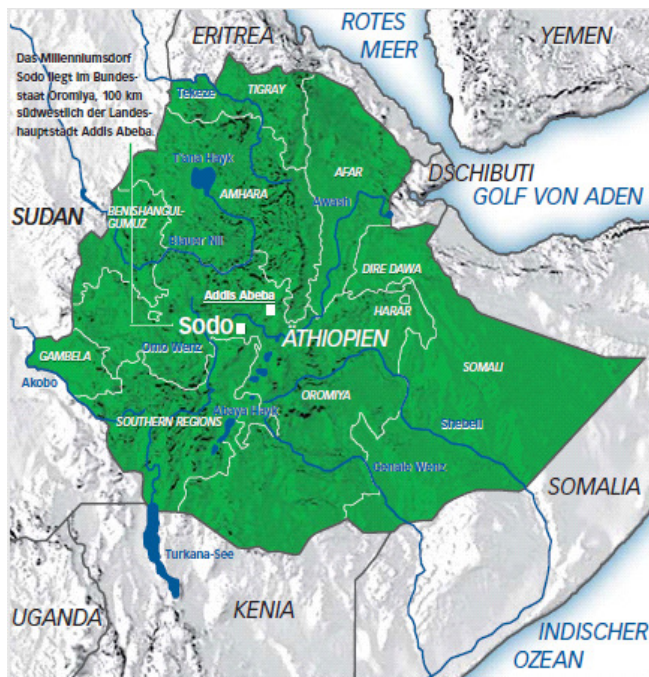 ERITREA
ROTES
MEER
YEMEN
Das Millenniumsdorf
Sodo liegt im Bundes-
staat Oromiya, 100 km
südwestlich der Landes-
hauptstadt Addis Abeba.
Tekeze
TIGRAY
T'ana Hayk
AMHARA
AFAR
DSCHIBUTI
GOLF VON ADEN
Awash
SUDAN
BENISHANGUL-
GUMUZ
Blauer Nil
DIRE DAWA
Addis Abeba
HARAR
Sodo
ÄTHIOPIEN
GAMBELA
Omo Wenz
SOMALI
Akobo
OROMIYA
Abaya Hayk
SOUTHERN REGIONS
Shebeli
Genale Wenz
SOMALIA
Turkana-See
UGANDA
KENIA
INDISCHER
OZEAN